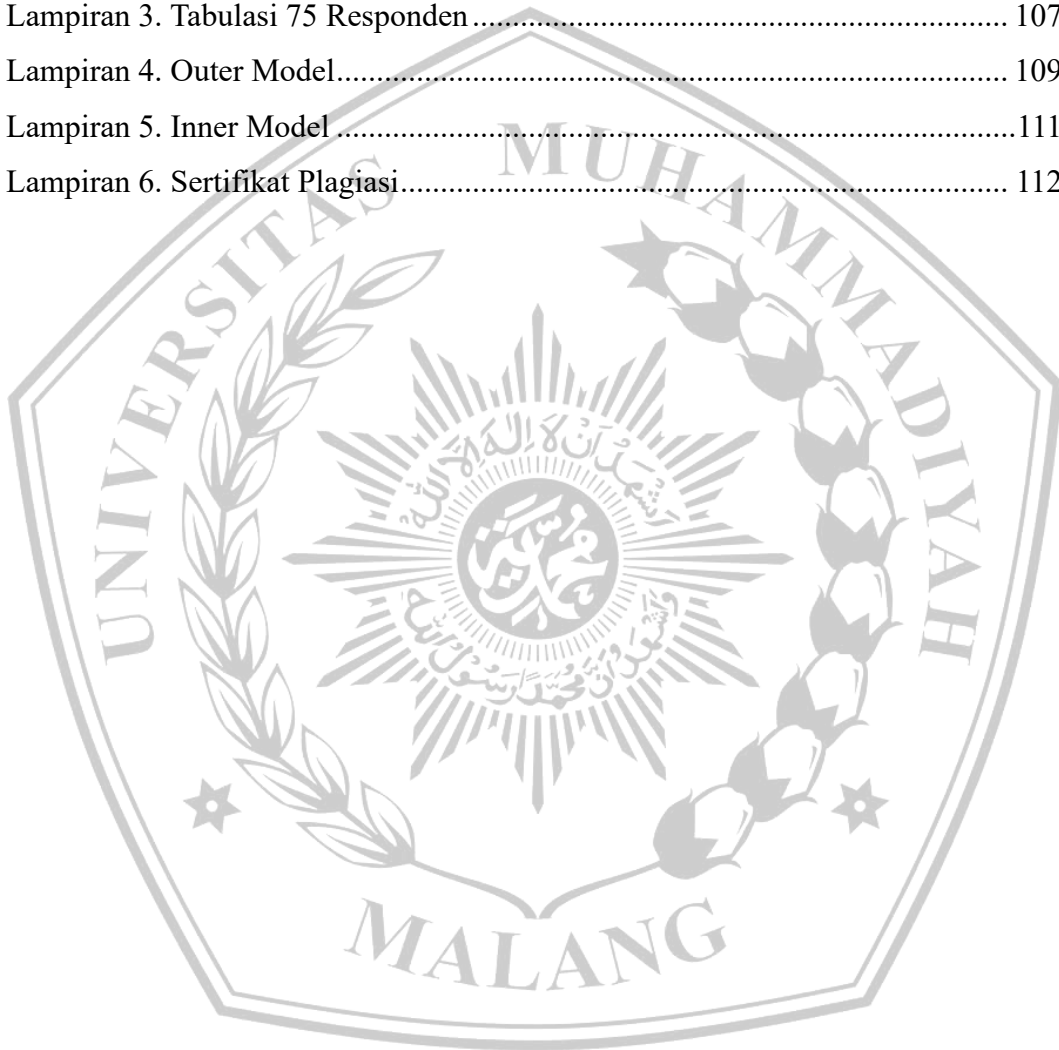 Lampiran 3. Tabulasi 75 Responden.......................................................................... 107
Lampiran 4. Outer Model.......................................................................................... 109
Lampiran 5. Inner Model ..........................................................................................111
Lampiran 6. Sertifikat Plagiasi.................................................................................. 112
UNIVERSITAS MUHAMMADIYAH
MALANG